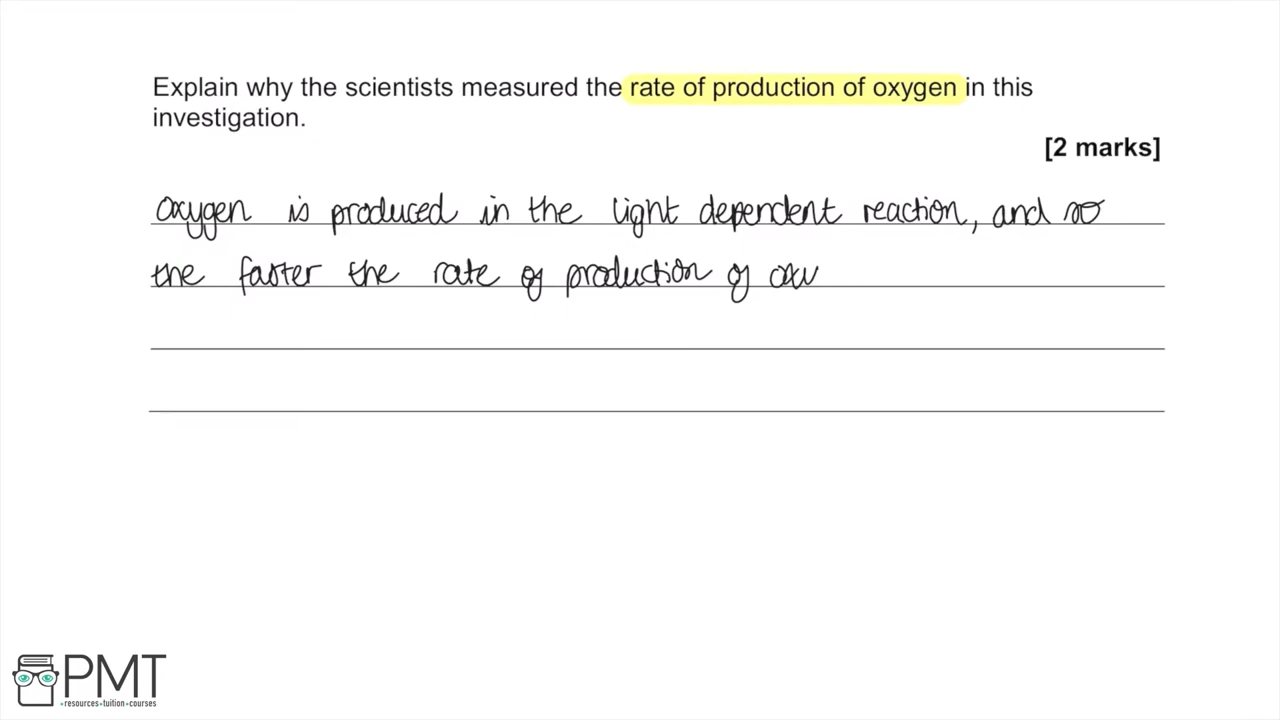 Explain why the scientists measured the rate of production of oxygen in this
investigation.
[2 marks]
Oxygen is produced in the light dependent reaction, and so
the faster the rate of production of oxy
PMT
resources•tuition•courses